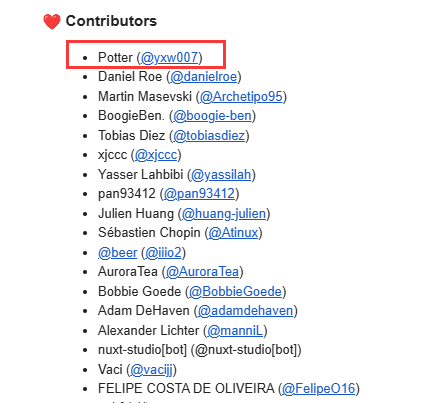 ❤️ Contributors
• Potter (@yxw007)
• Daniel Roe (@danielroe)
• Martin Masevski (@Archetipo95)
• BoogieBen. (@boogie-ben)
• Tobias Diez (@tobiasdiez)
• xjccc (@xjccc)
• Yasser Lahbibi (@yassilah)
• pan93412 (@pan93412)
• Julien Huang (@huang-julien)
• Sébastien Chopin (@Atinux)
• @beer (@iiio2)
• AuroraTea (@AuroraTea)
• Bobbie Goede (@BobbieGoede)
• Adam DeHaven (@adamdehaven)
• Alexander Lichter (@manniL)
• nuxt-studio[bot] (@nuxt-studio[bot])
• Vaci (@vacijj)
• FELIPE COSTA DE OLIVEIRA (@FelipeO16)